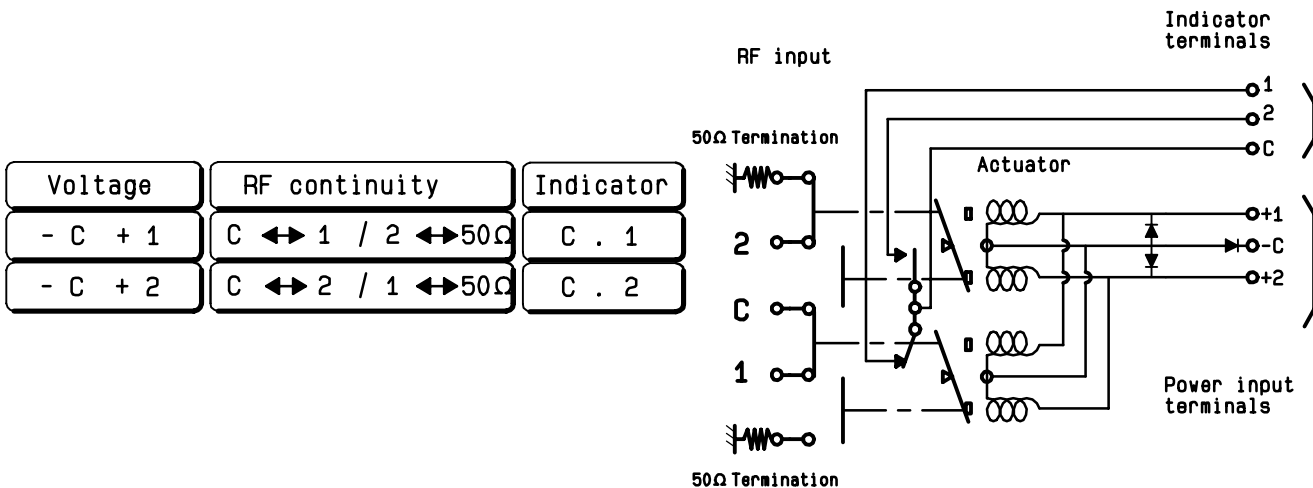 Voltage RF continuity Indicator
- C + 1 C ↔ 1 / 2 ↔ 50Ω C . 1
- C + 2 C ↔ 2 / 1 ↔ 50Ω C . 2
Indicator
terminals
RF input
1
2
C
50Ω Termination
Actuator
+1
-C
+2
2
C
1
Power input
terminals
50Ω Termination